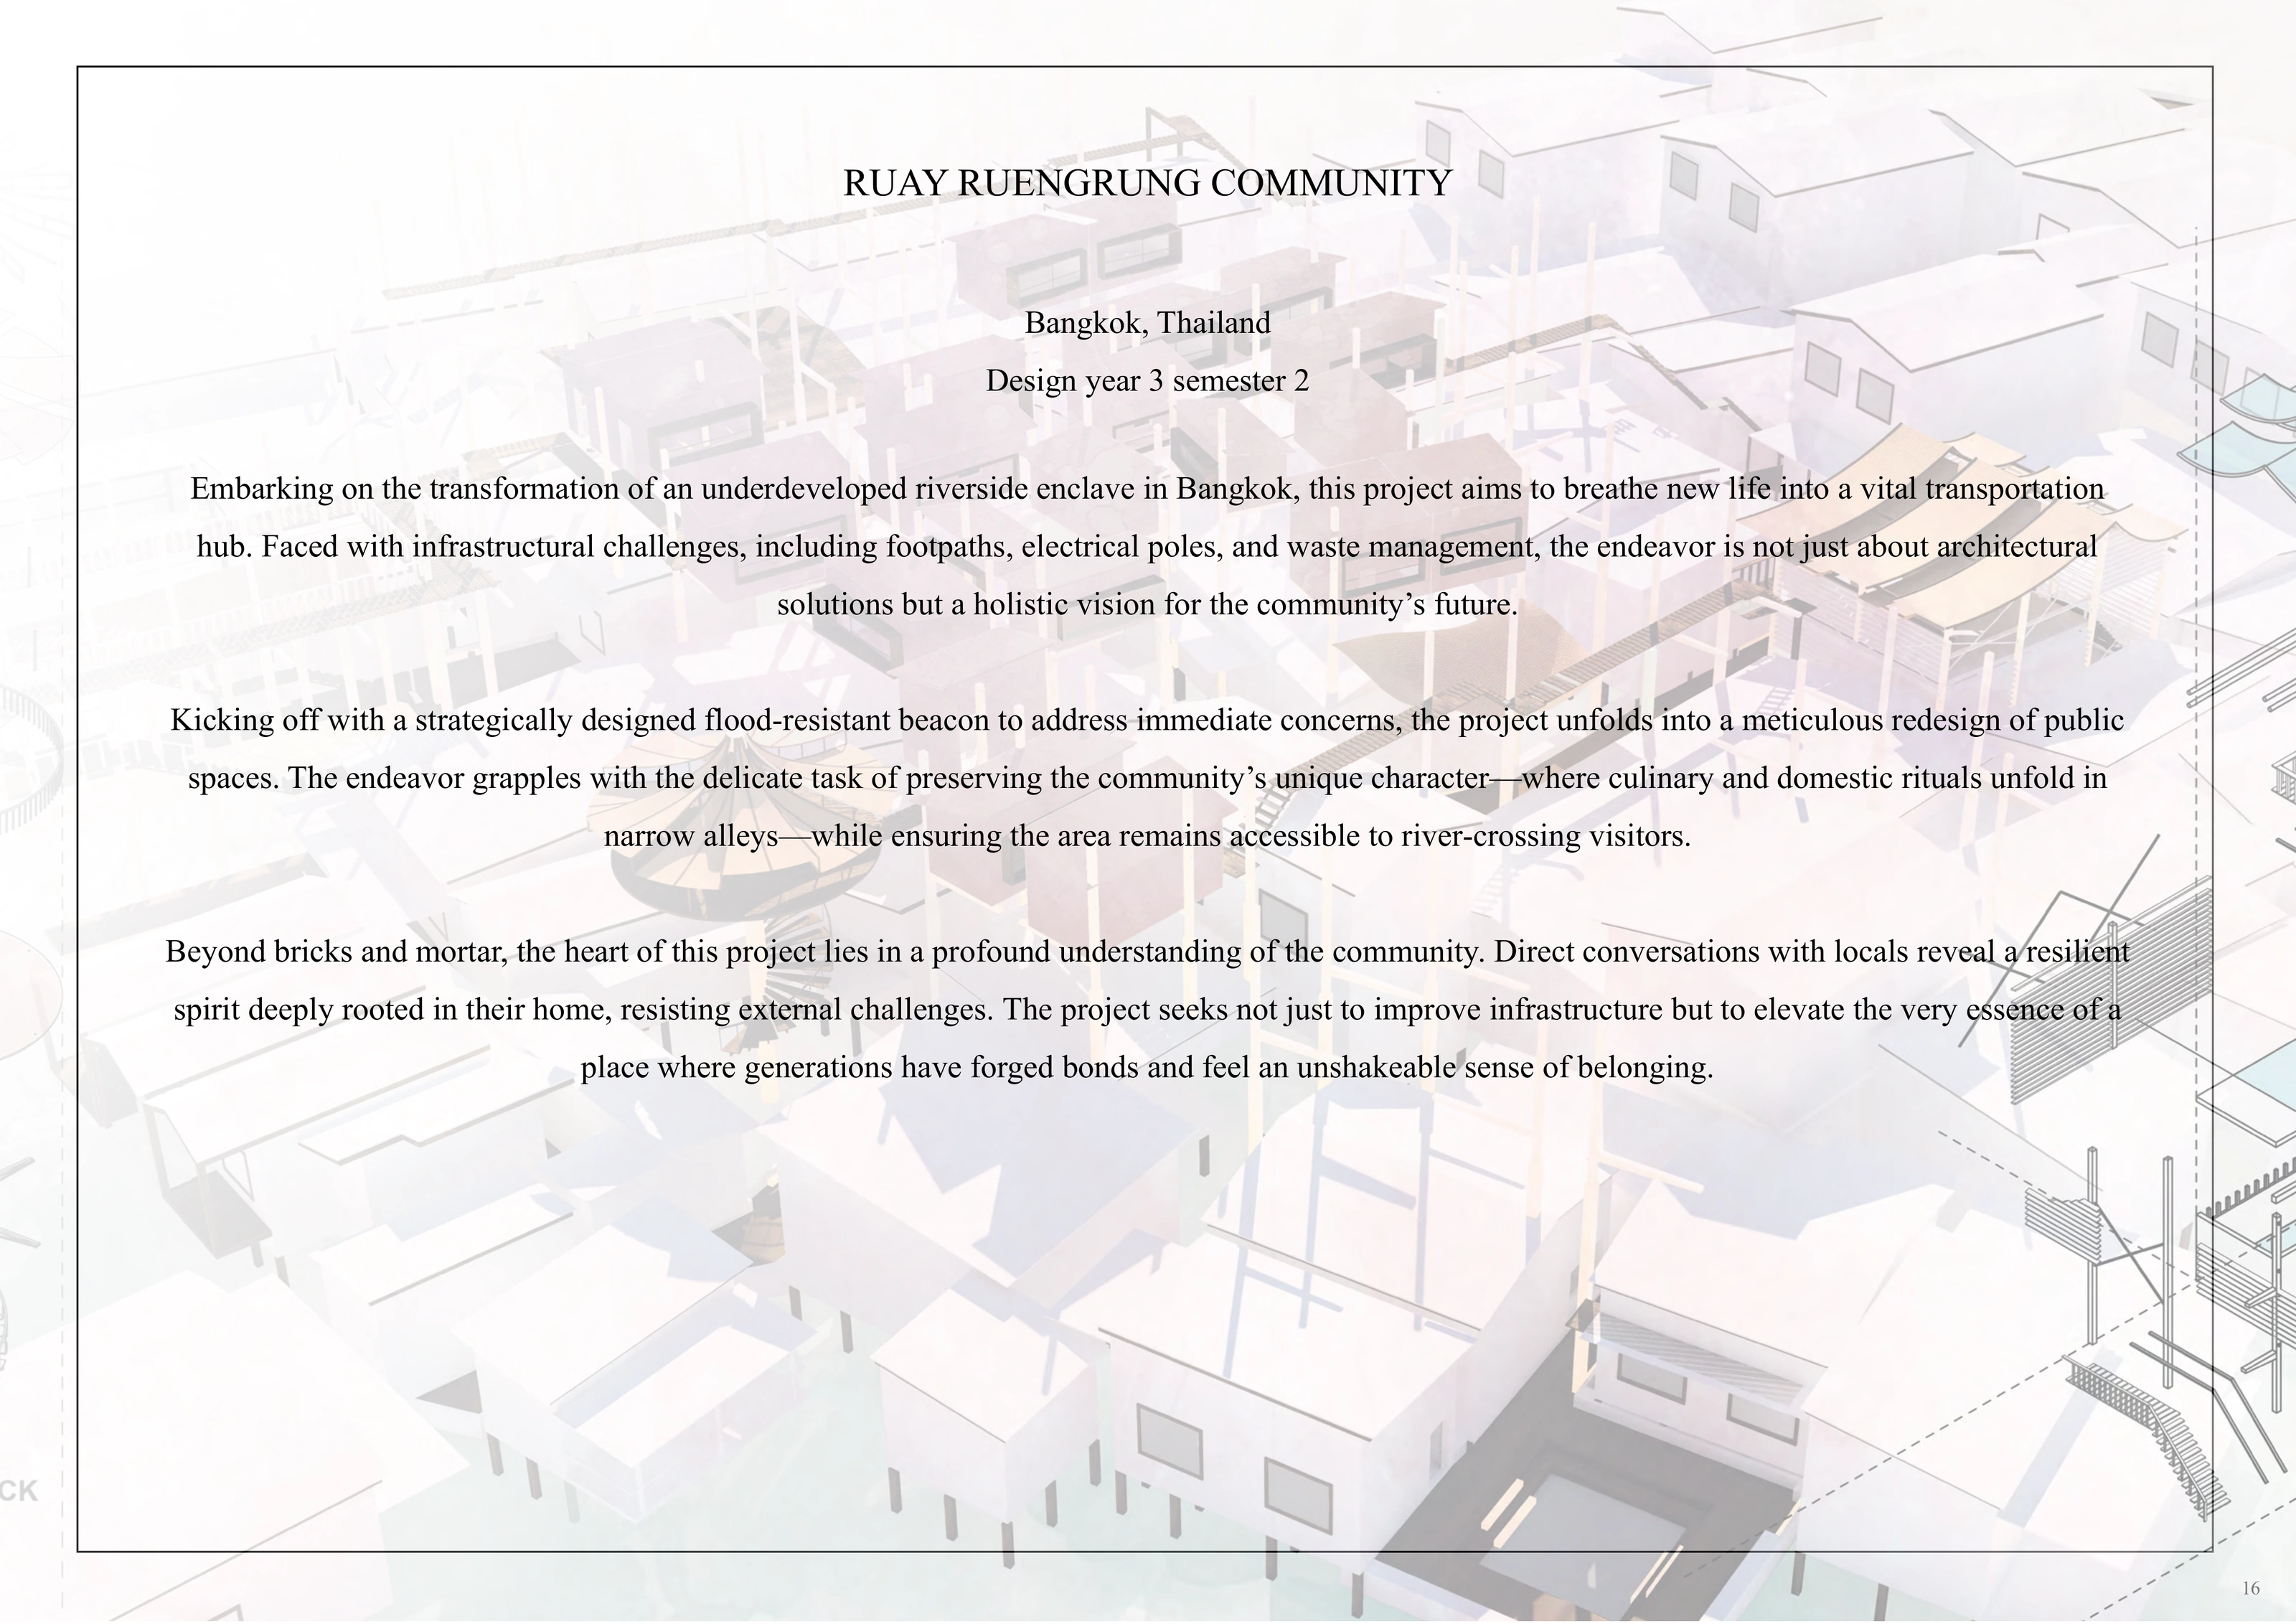 RUAY RUENGRUNG COMMUNITY
Bangkok, Thailand
Design year 3 semester 2
Embarking on the transformation of an underdeveloped riverside enclave in Bangkok, this project aims to breathe new life into a vital transportation
hub. Faced with infrastructural challenges, including footpaths, electrical poles, and waste management, the endeavor is not just about architectural
solutions but a holistic vision for the community’s future.
Kicking off with a strategically designed flood-resistant beacon to address immediate concerns, the project unfolds into a meticulous redesign of public
spaces. The endeavor grapples with the delicate task of preserving the community’s unique character—where culinary and domestic rituals unfold in
narrow alleys—while ensuring the area remains accessible to river-crossing visitors.
Beyond bricks and mortar, the heart of this project lies in a profound understanding of the community. Direct conversations with locals reveal a resilient
spirit deeply rooted in their home, resisting external challenges. The project seeks not just to improve infrastructure but to elevate the very essence of a
place where generations have forged bonds and feel an unshakeable sense of belonging.
CK
16